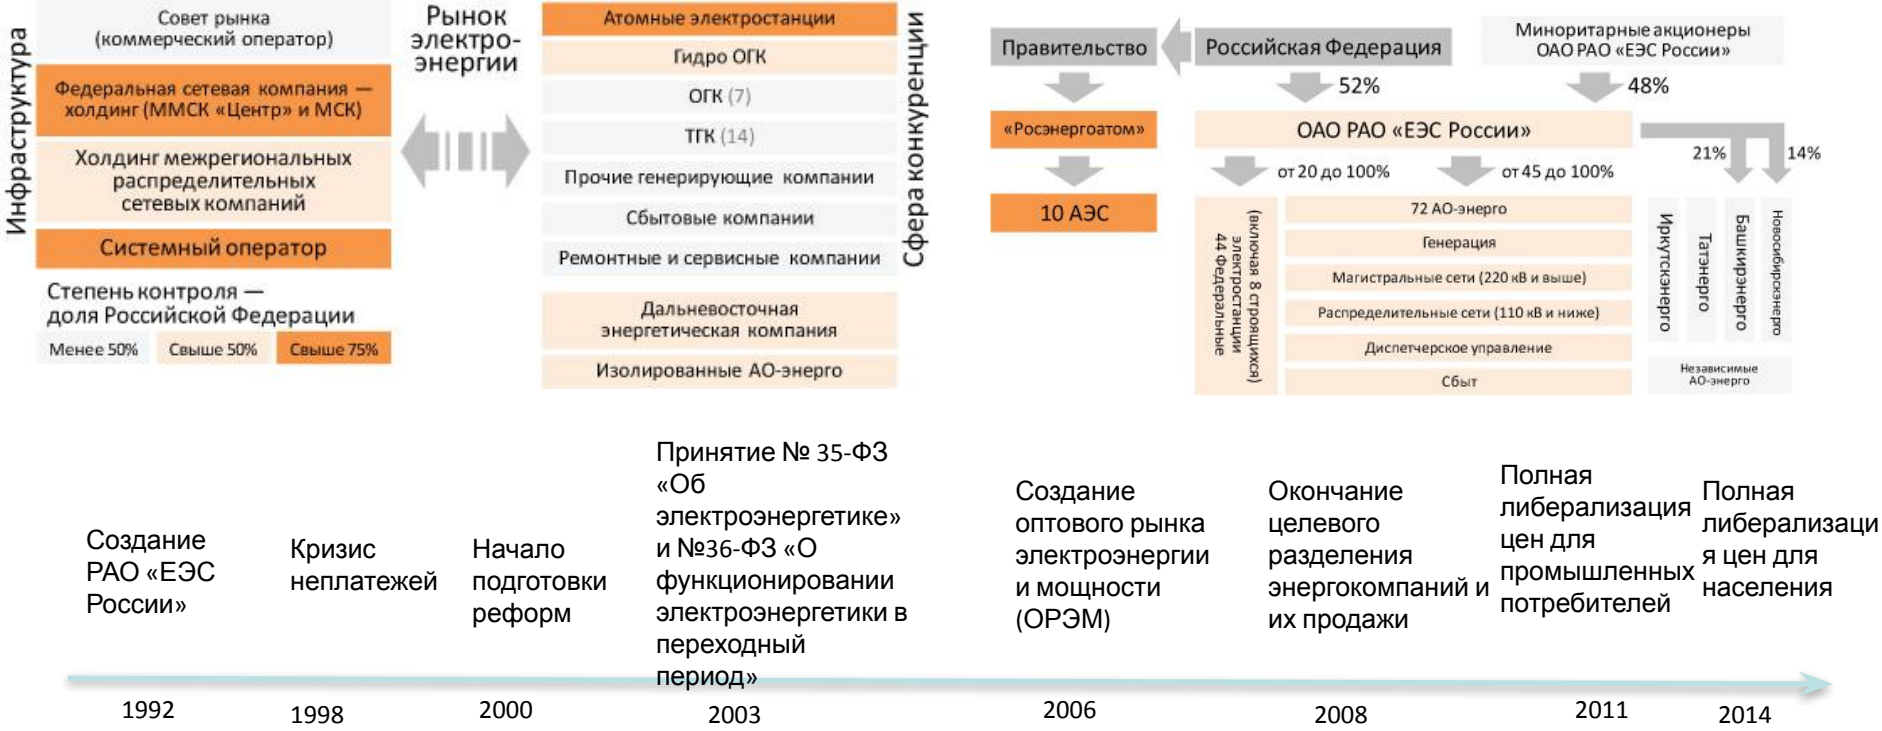 Инфраструктура
Совет рынка
(коммерческий оператор)
Федеральная сетевая компания —
холдинг (ММСК «Центр» и МСК)
Холдинг межрегиональных
распределительных
сетевых компаний
Системный оператор
Степень контроля —
доля Российской Федерации
Менее 50%
Свыше 50%
Свыше 75%
Рынок
электро-
энергии
Атомные электростанции
Гидро ОГК
ОГК (7)
ТГК (14)
Прочие генерирующие компании
Сбытовые компании
Ремонтные и сервисные компании
Дальневосточная
энергетическая компания
Изолированные АО-энерго
Сфера конкуренции
Правительство
Российская Федерация
Миноритарные акционеры
ОАО РАО «ЕЭС России»
52%
48%
«Росэнергоатом»
ОАО РАО «ЕЭС России»
21%
14%
от 20 до 100%
от 45 до 100%
10 АЭС
44 Федеральные
электростанции
(включая 8 строящихся)
72 АО-энерго
Генерация
Магистральные сети (220 кВ и выше)
Распределительные сети (110 кВ и ниже)
Диспетчерское управление
Сбыт
Иркутскэнерго
Татэнерго
Башкирэнерго
Новосибирскэнерго
Независимые
АО-энерго
Создание
РАО «ЕЭС
России»
Кризис
неплатежей
Начало
подготовки
реформ
Принятие № 35-ФЗ
«Об
электроэнергетике»
и №36-ФЗ «О
функционировании
электроэнергетики в
переходный
период»
Создание
оптового рынка
электроэнергии
и мощности
(ОРЭМ)
Окончание
целевого
разделения
энергокомпаний и
их продажи
Полная
либерализация
цен для
промышленных
потребителей
Полная
либерализаци
я цен для
населения
1992
1998
2000
2003
2006
2008
2011
2014